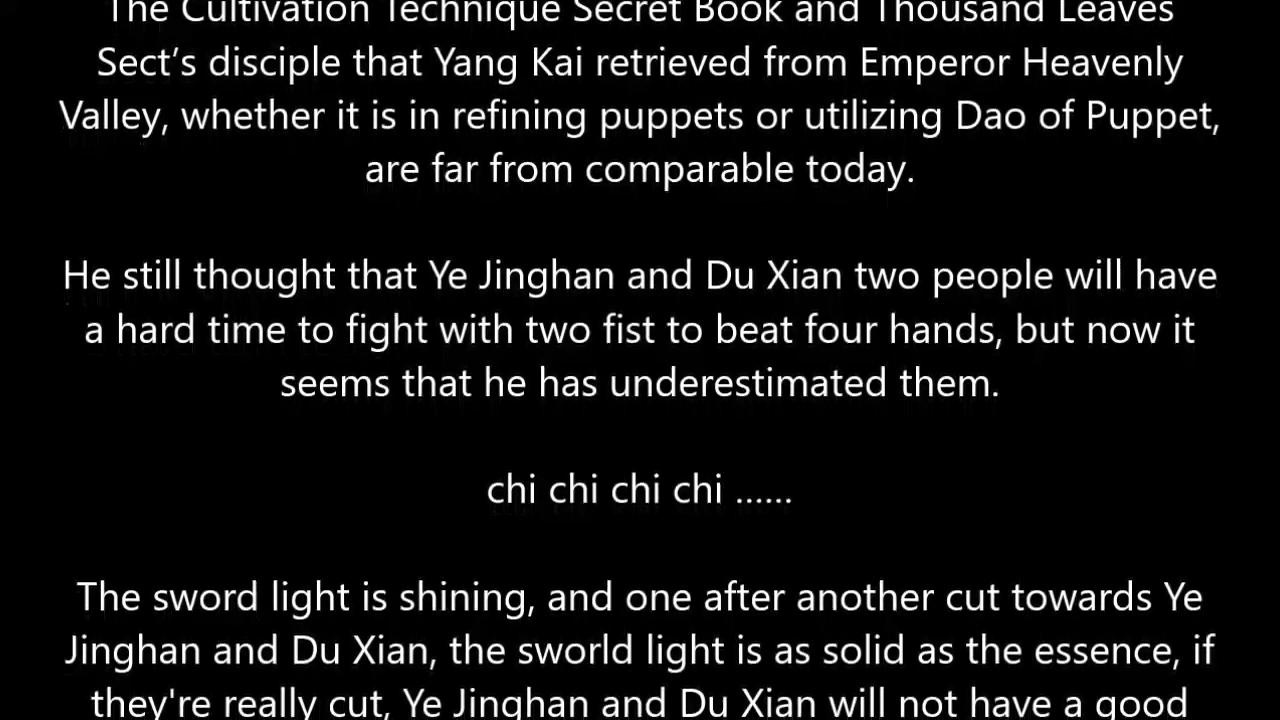 The Cultivation Technique Secret Book and Thousand Leaves
Sect’s disciple that Yang Kai retrieved from Emperor Heavenly
Valley, whether it is in refining puppets or utilizing Dao of Puppet,
are far from comparable today.
He still thought that Ye Jinghan and Du Xian two people will have
a hard time to fight with two fist to beat four hands, but now it
seems that he has underestimated them.
chi chi chi chi ......
The sword light is shining, and one after another cut towards Ye
Jinghan and Du Xian, the sworld light is as solid as the essence, if
they're really cut, Ye Jinghan and Du Xian will not have a good